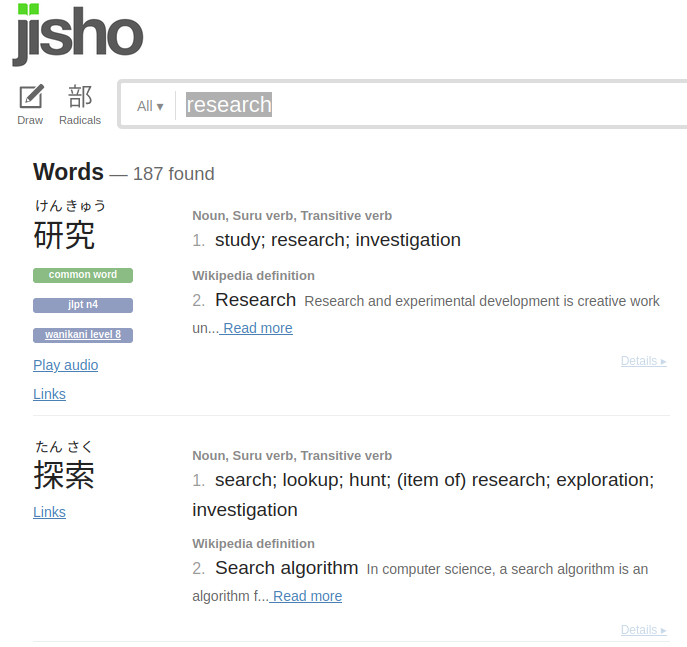 jisho
部
Draw Radicals
All ▾ research
Words — 187 found
けんきゅう
研究
common word
jlpt n4
wanikani level 8
Play audio
Links
Noun, Suru verb, Transitive verb
1. study; research; investigation
Wikipedia definition
2. Research Research and experimental development is creative work
un... Read more
Details ▸
たんさく
探索
Links
Noun, Suru verb, Transitive verb
1. search; lookup; hunt; (item of) research; exploration;
investigation
Wikipedia definition
2. Search algorithm In computer science, a search algorithm is an
algorithm f... Read more
Details ▸